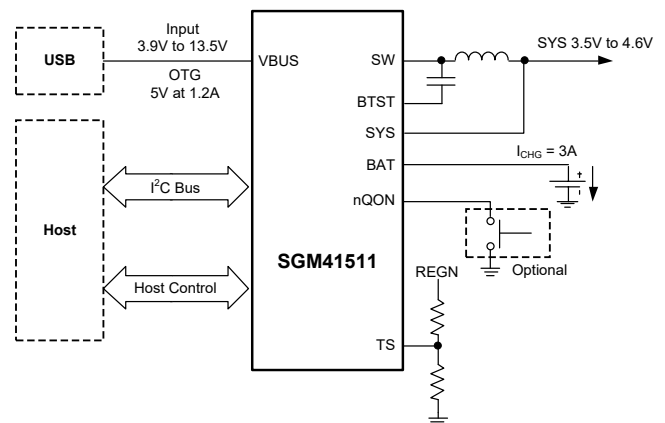 Input
3.9V to 13.5V
USB
OTG
5V at 1.2A
VBUS
SW
SYS 3.5V to 4.6V
BTST
SYS
BAT
ICHG = 3A
+
-
I2C Bus
nQON
Host
SGM41511
Optional
Host Control
REGN
TS